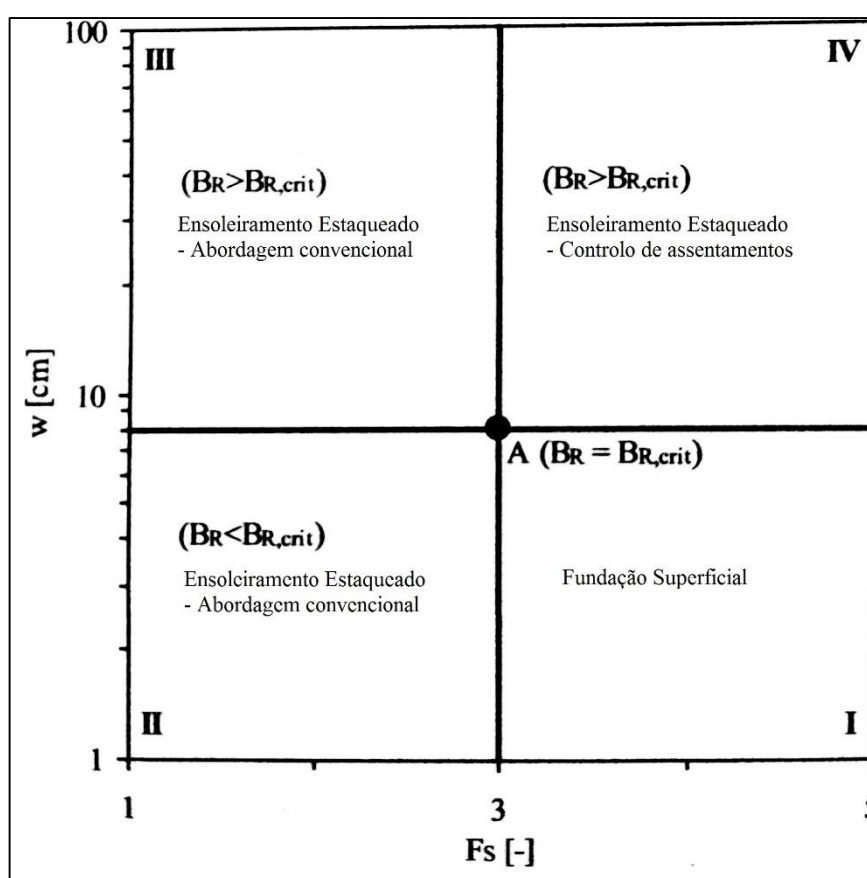 100
III
IV
(BR>BR,crit)
Ensoleiramento Estaqueado
- Abordagem convencional
(BR>BR,crit)
Ensoleiramento Estaqueado
- Controlo de assentamentos
w [cm]
10
A (BR = BR,crit)
(BR<BR,crit)
Ensoleiramento Estaqueado
- Abordagem convencional
Fundação Superficial
II
I
1
1
3
Fs [-]